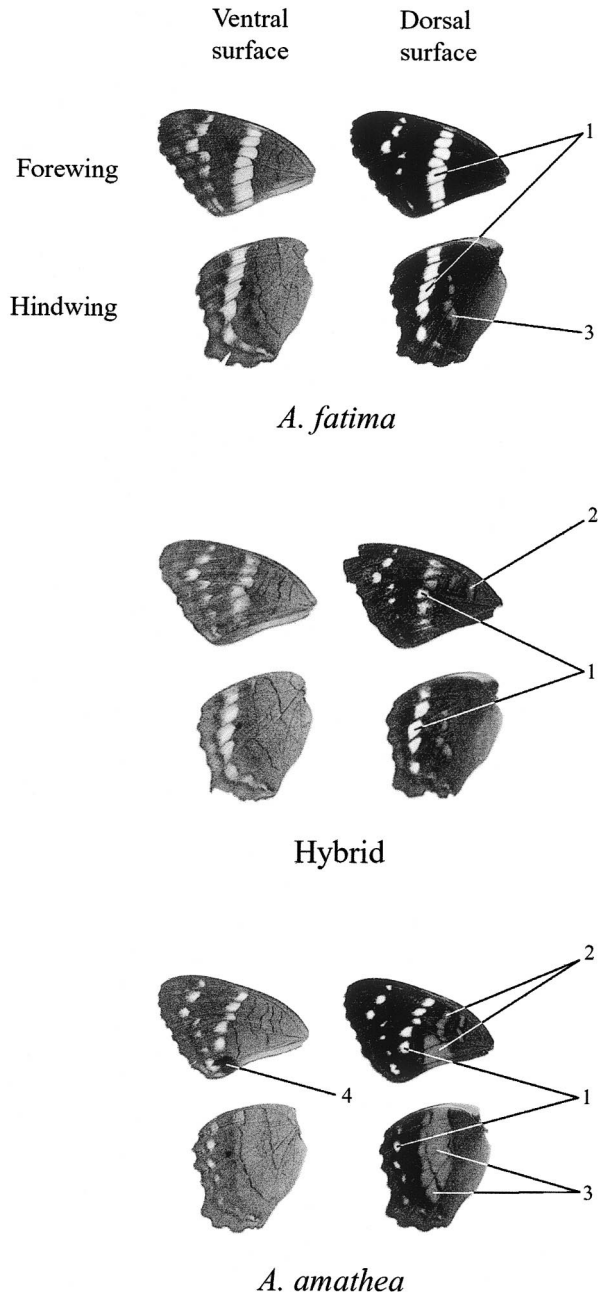 Ventral surface
Dorsal surface
Forewing
1
Hindwing
3
A. fatima
2
1
Hybrid
2
4
1
3
A. amathea